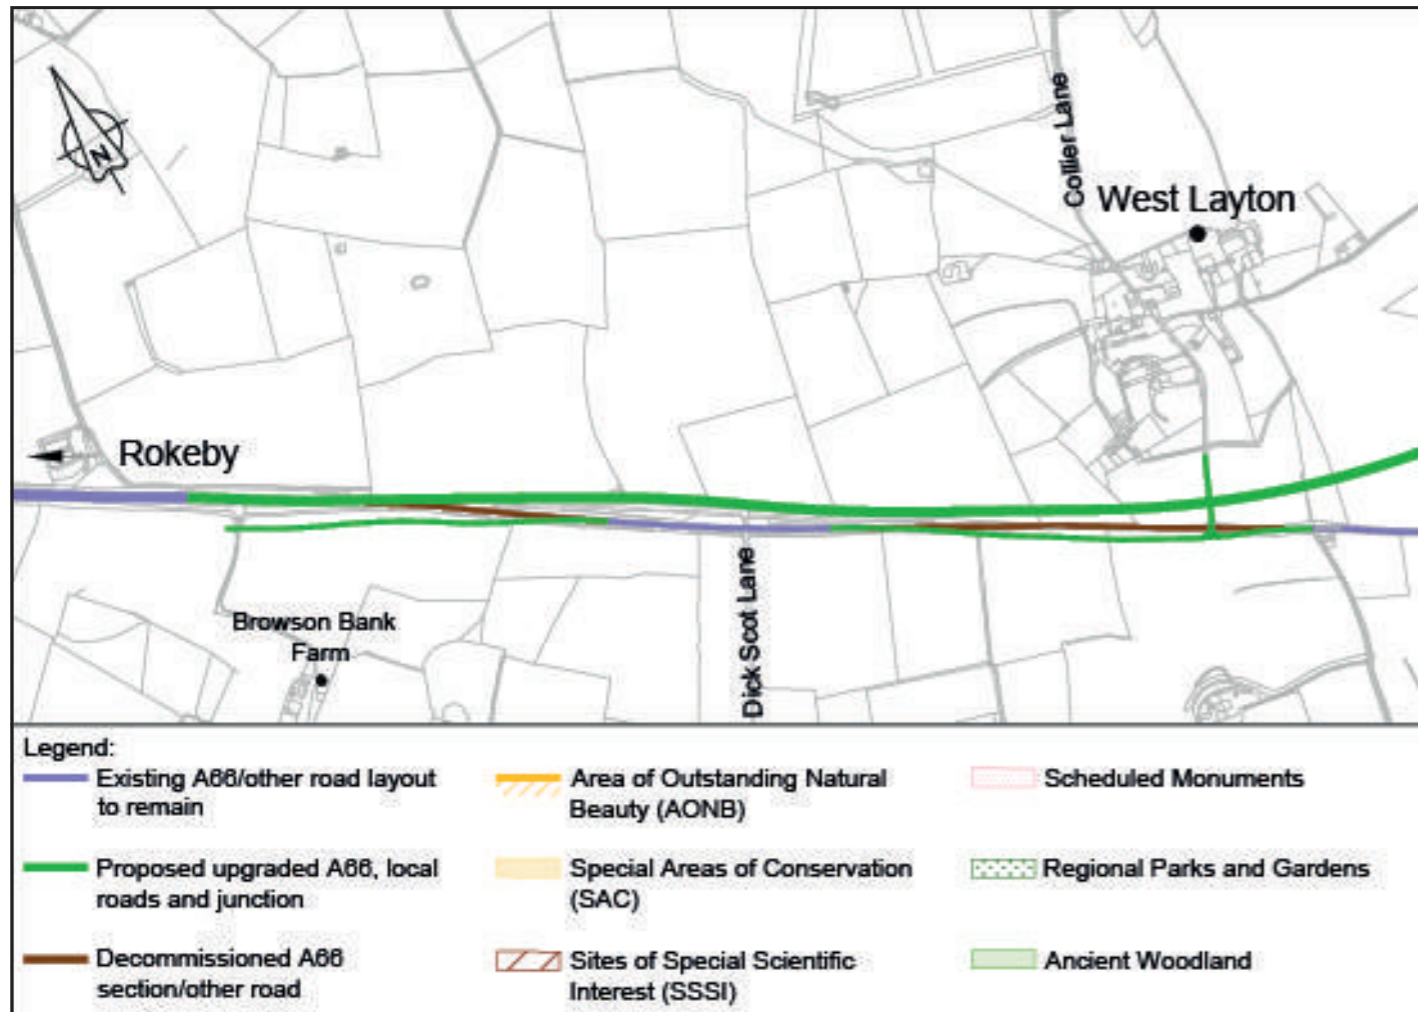 N
Collier Lane
West Layton
Rokeby
Dick Scot Lane
Browson Bank
Farm
Legend:
Existing A66/other road layout
to remain
Proposed upgraded A66, local
roads and junction
Decommissioned A66
section/other road
Area of Outstanding Natural
Beauty (AONB)
Special Areas of Conservation
(SAC)
Sites of Special Scientific
Interest (SSSI)
Scheduled Monuments
Regional Parks and Gardens
Ancient Woodland